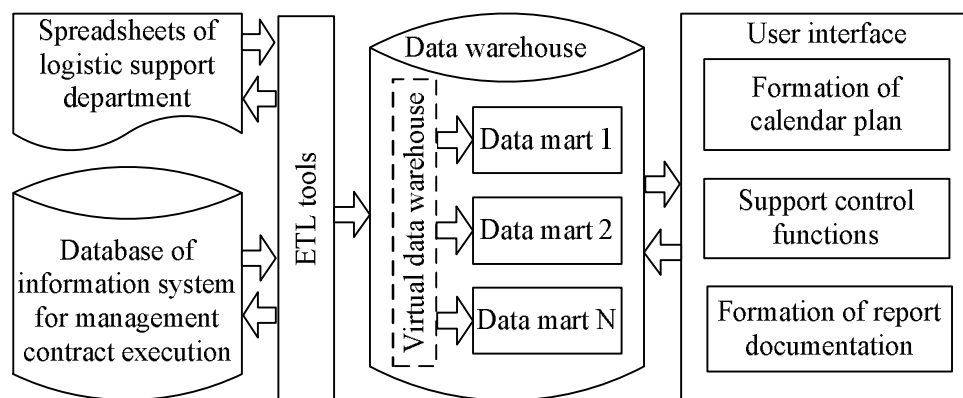 Spreadsheets of
logistic support
department
Database of
information system
for management
contract execution
ETL tools
Data warehouse
Virtual data warehouse
Data mart 1
Data mart 2
Data mart N
User interface
Formation of
calendar plan
Support control
functions
Formation of report
documentation